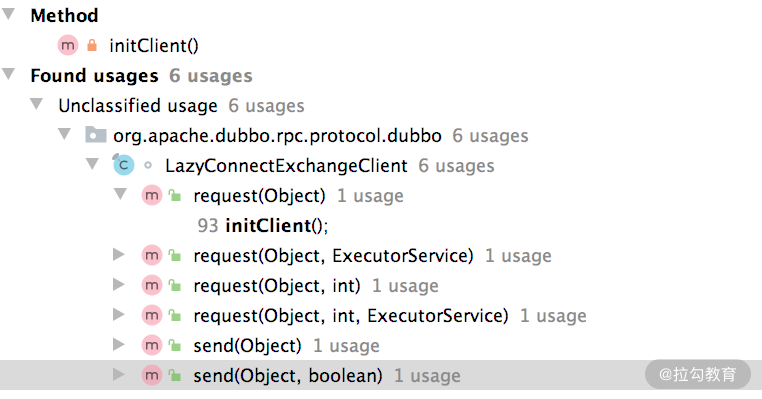 Method
m initClient()
Found usages 6 usages
Unclassified usage 6 usages
org.apache.dubbo.rpc.protocol.dubbo 6 usages
C LazyConnectExchangeClient 6 usages
m request(Object) 1 usage
93 initClient();
m request(Object, ExecutorService) 1 usage
m request(Object, int) 1 usage
m request(Object, int, ExecutorService) 1 usage
m send(Object) 1 usage
m send(Object, boolean) 1 usage
@拉勾教育